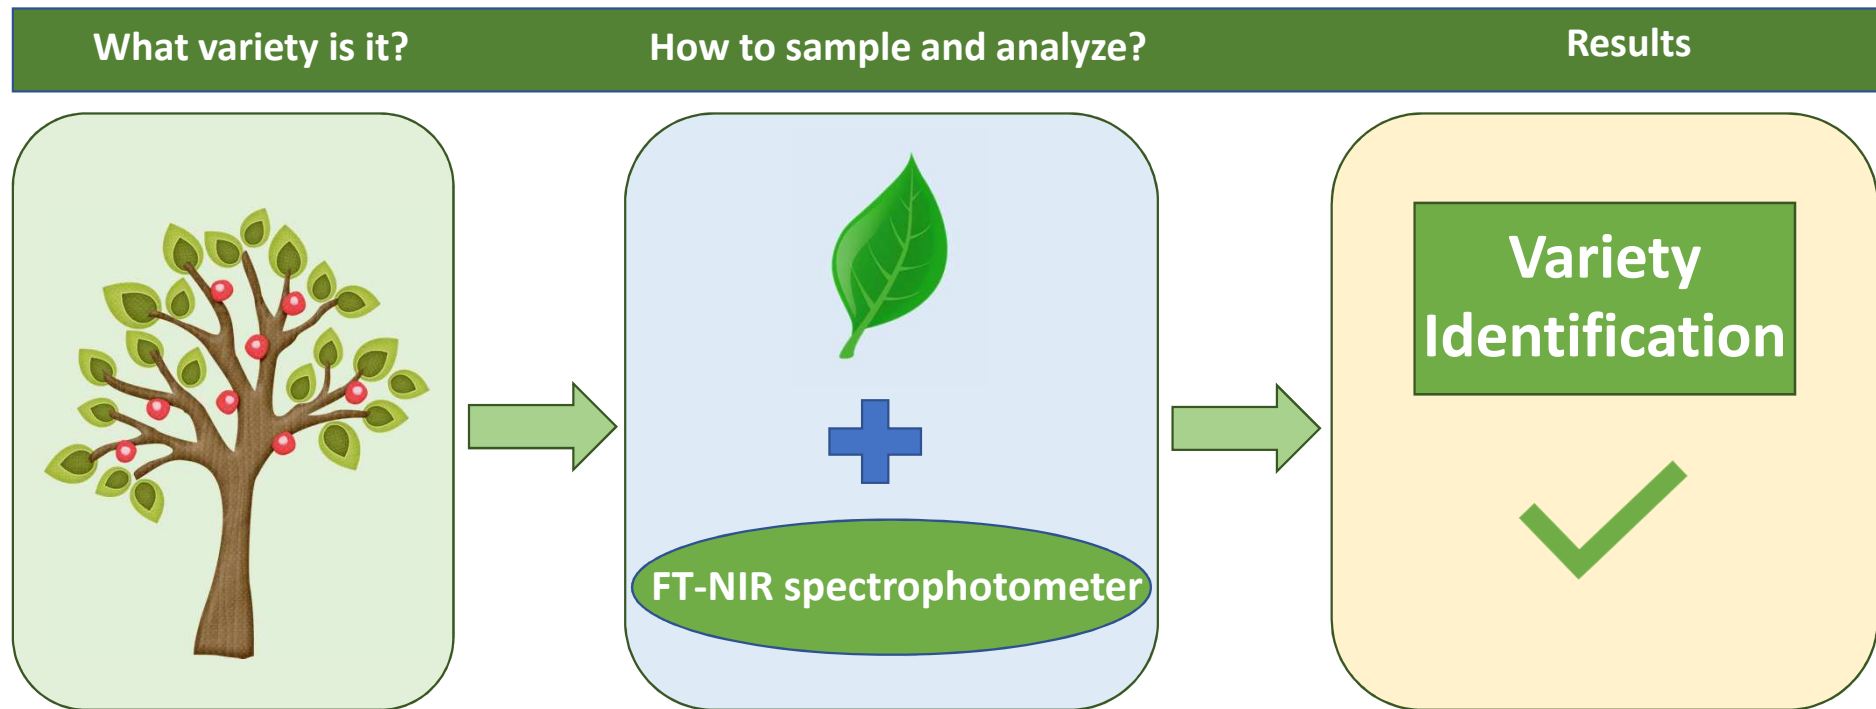 What variety is it?
How to sample and analyze?
Results
FT-NIR spectrophotometer
Variety
Identification